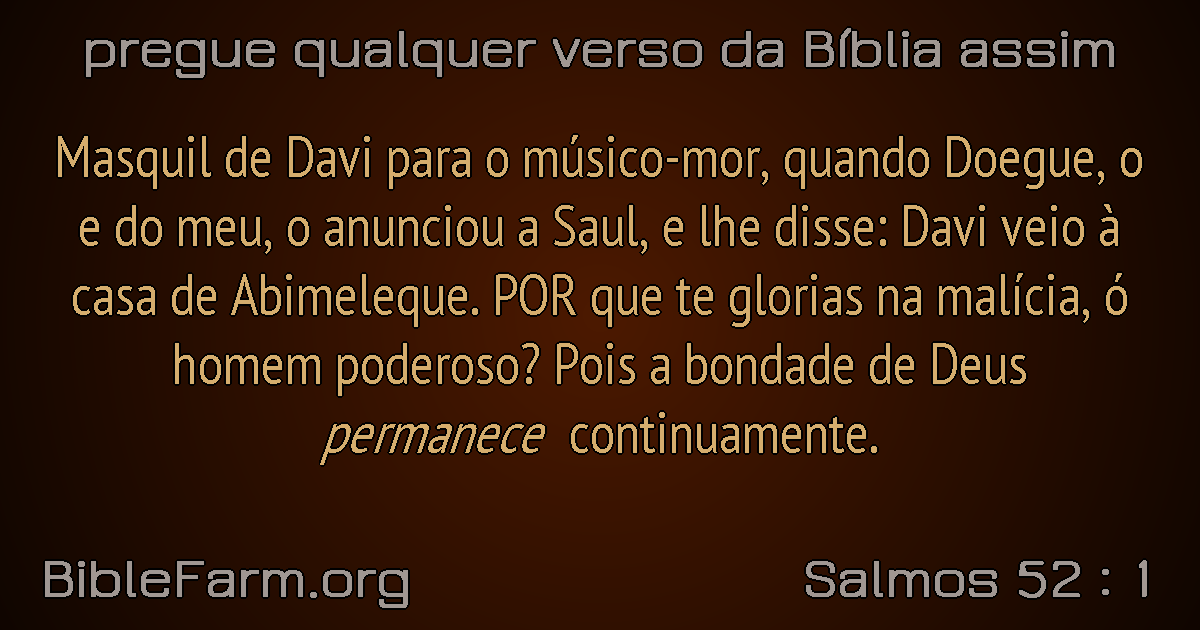 pregue qualquer verso da Bíblia assim
Masquil de Davi para o músico-mor, quando Doegue, o
e do meu, o anunciou a Saul, e lhe disse: Davi veio à
casa de Abimeleque. POR que te glorias na malícia, ó
homem poderoso? Pois a bondade de Deus
permanece continuamente.
BibleFarm.org
Salmos 52 : 1